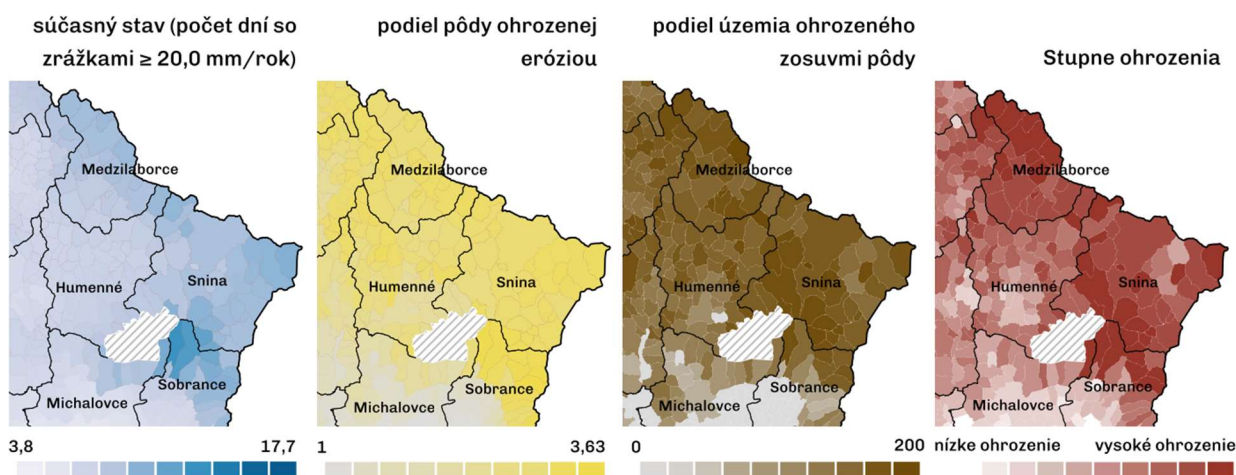 súčasný stav (počet dní so
zrážkami ≥ 20,0 mm/rok)
Medzilaborce
Humenné
Snina
Michalovce
Sobrance
3,8
17,7
podiel pôdy ohrozenej
eróziou
Medzilaborce
Humenné
Snina
Michalovce
Sobrance
1
3,63
podiel územia ohrozeného
zosuvmi pôdy
Medzilaborce
Humenné
Snina
Michalovce
Sobrance
0
200
Stupne ohrozenia
Medzilaborce
Humenné
Snina
Michalovce
Sobrance
nízke ohrozenie
vysoké ohrozenie